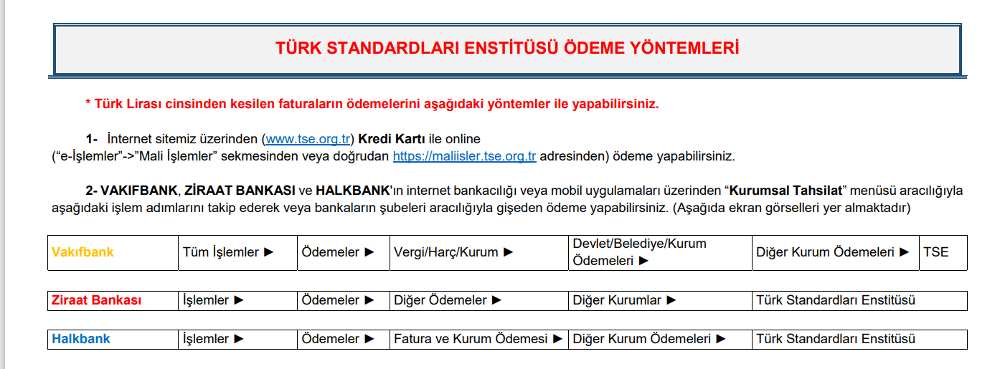 TÜRK STANDARDLARI ENSTİTÜSÜ ÖDEME YÖNTEMLERİ
* Türk Lirası cinsinden kesilen faturaların ödemelerini aşağıdaki yöntemler ile yapabilirsiniz.
1- İnternet sitemiz üzerinden (www.tse.org.tr) Kredi Kartı ile online
(“e-İşlemler”->”Mali İşlemler” sekmesinden veya doğrudan https://maliisler.tse.org.tr adresinden) ödeme yapabilirsiniz.
2- VAKIFBANK, ZİRAAT BANKASI ve HALKBANK'ın internet bankacılığı veya mobil uygulamaları üzerinden “Kurumsal Tahsilat” menüsü aracılığıyla
aşağıdaki işlem adımlarını takip ederek veya bankaların şubeleri aracılığıyla gişeden ödeme yapabilirsiniz. (Aşağıda ekran görselleri yer almaktadır)
Vakıfbank Tüm İşlemler ► Ödemeler ► Vergi/Harç/Kurum ► Devlet/Belediye/Kurum
Ödemeleri ► Diğer Kurum Ödemeleri ► TSE
Ziraat Bankası İşlemler ► Ödemeler ► Diğer Ödemeler ► Diğer Kurumlar ► Türk Standardları Enstitüsü
Halkbank İşlemler ► Ödemeler ► Fatura ve Kurum Ödemesi ► Diğer Kurum Ödemeleri ► Türk Standardları Enstitüsü